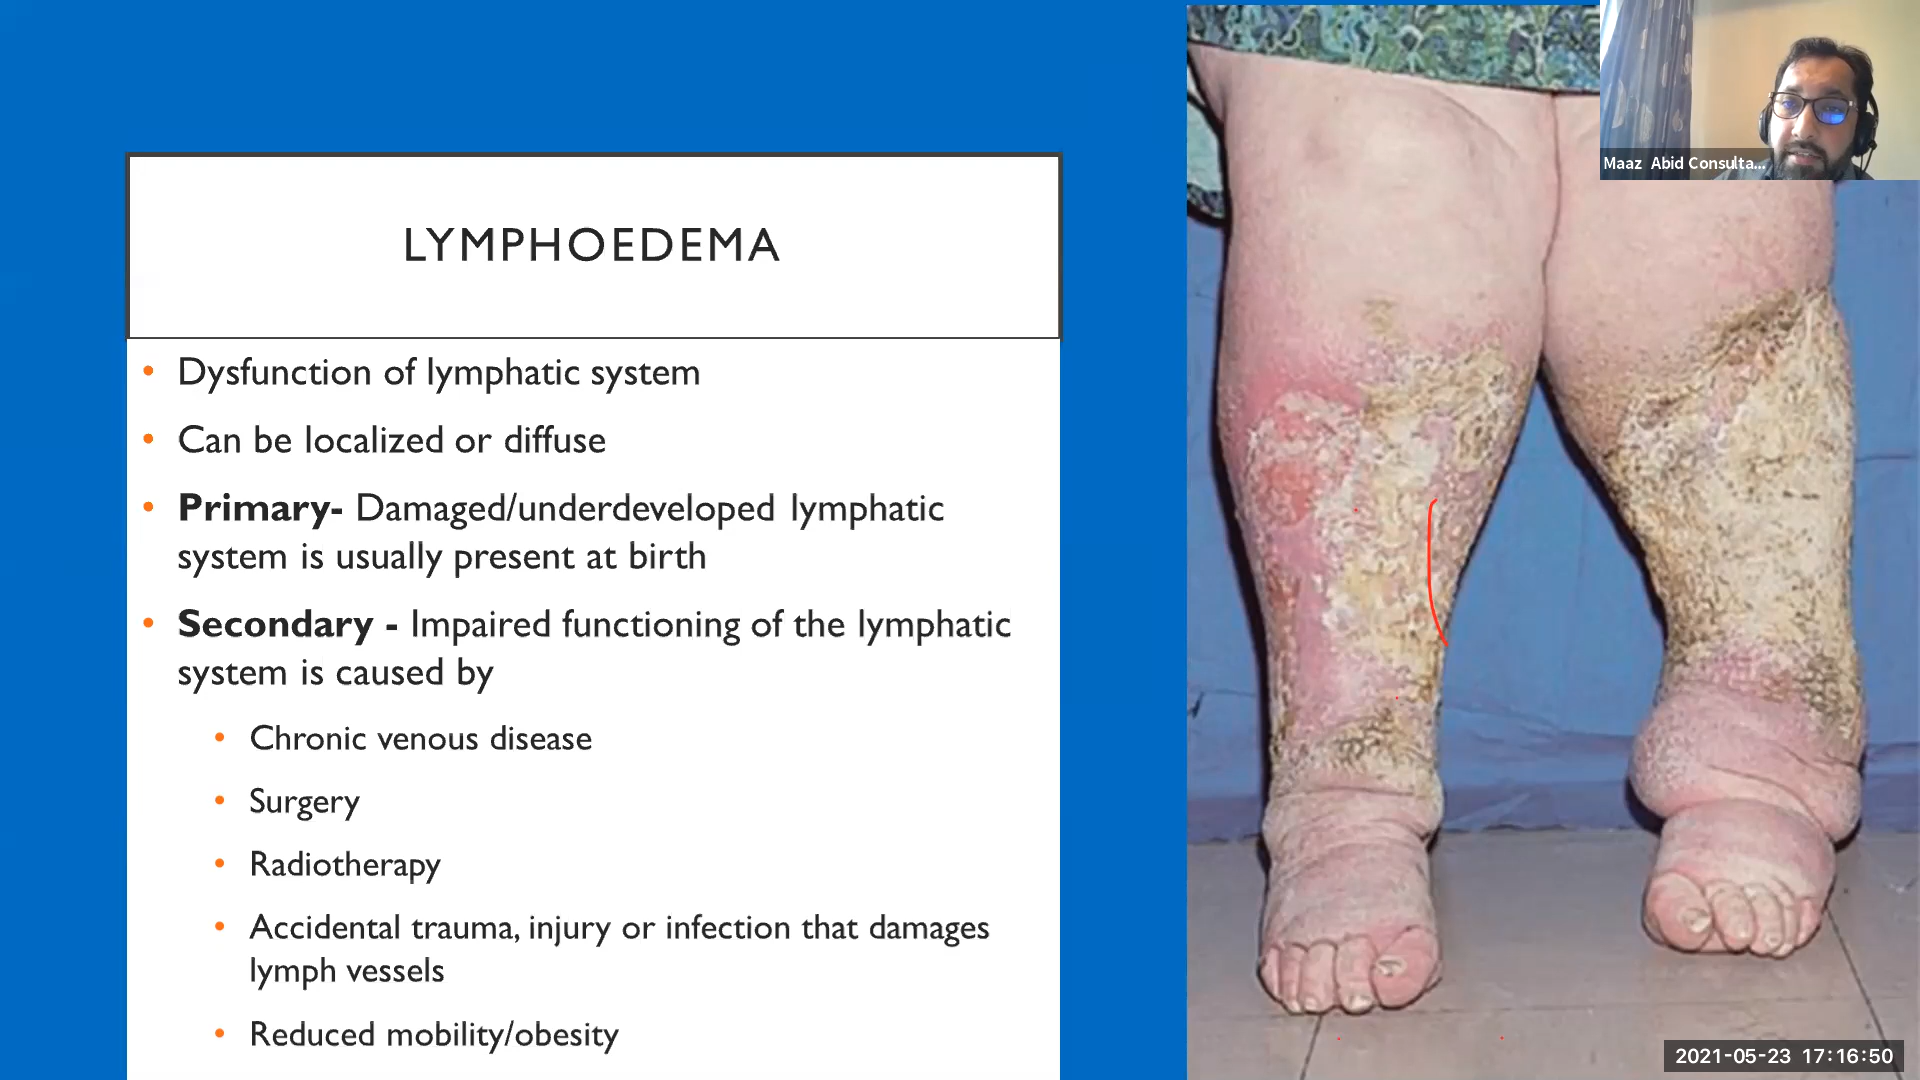 LYMPHOEDEMA
• Dysfunction of lymphatic system
• Can be localized or diffuse
• Primary- Damaged/underdeveloped lymphatic
system is usually present at birth
• Secondary - Impaired functioning of the lymphatic
system is caused by
• Chronic venous disease
• Surgery
• Radiotherapy
• Accidental trauma, injury or infection that damages
lymph vessels
• Reduced mobility/obesity
Maaz Abid Consulta...
2021-05-23 17:16:50